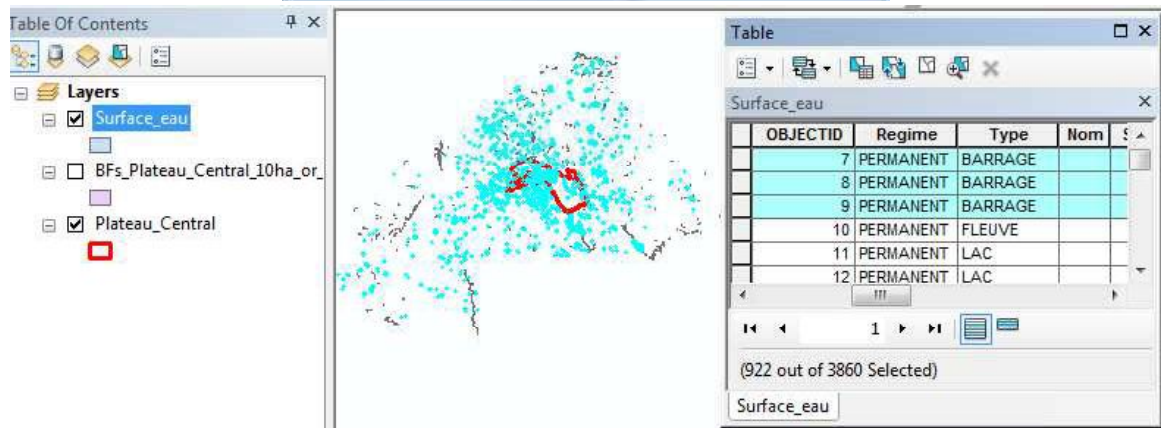 Table Of Contents
Layers
Surface_eau
BFs_Plateau_Central_10ha_or_
Plateau_Central
Table
Surface_eau
OBJECTID Regime Type Nom
7 PERMANENT BARRAGE
8 PERMANENT BARRAGE
9 PERMANENT BARRAGE
10 PERMANENT FLEUVE
11 PERMANENT LAC
12 PERMANENT LAC
1
(922 out of 3860 Selected)
Surface_eau